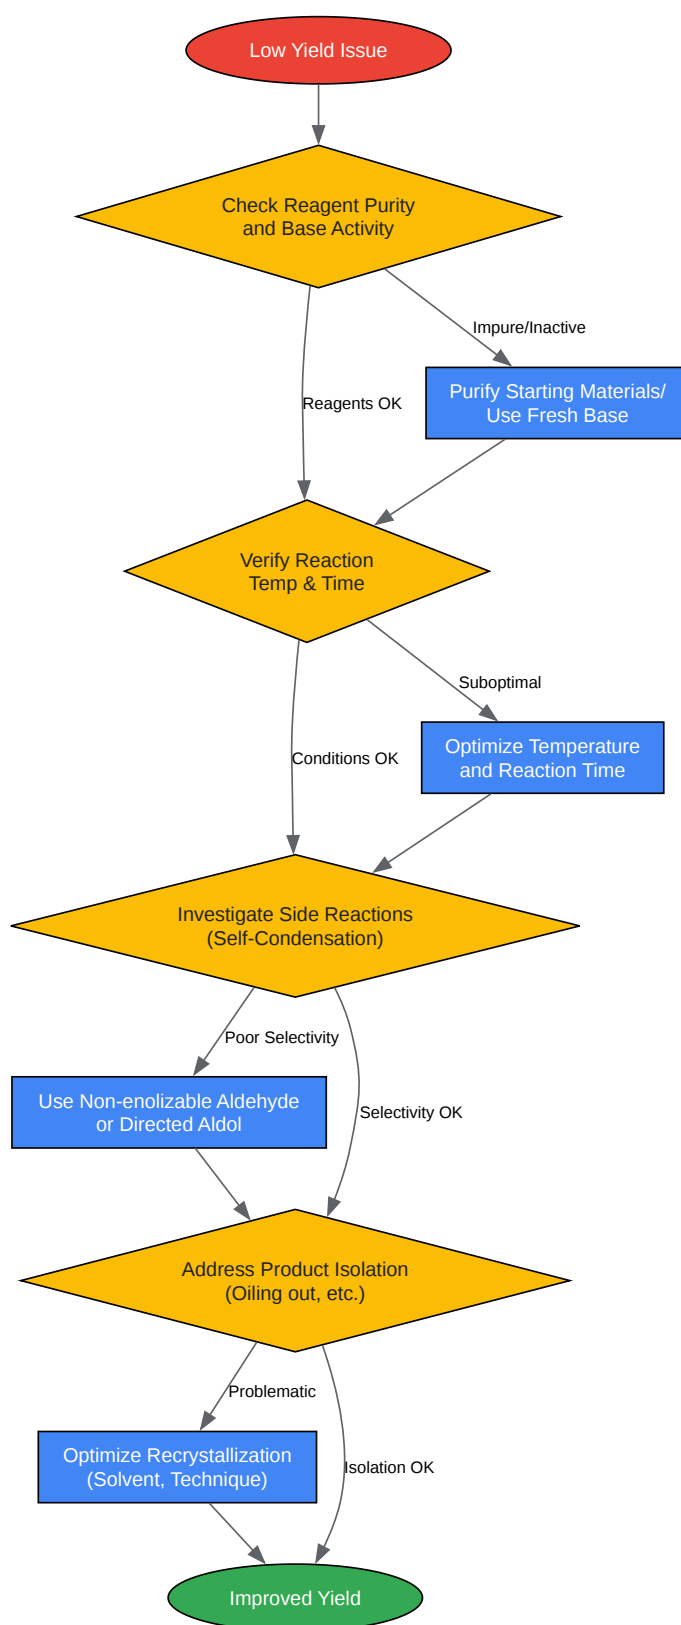 Low Yield Issue
Check Reagent Purity
and Base Activity
Impure/Inactive
Purify Starting Materials/
Use Fresh Base
Reagents OK
Verify Reaction
Temp & Time
Suboptimal
Optimize Temperature
and Reaction Time
Conditions OK
Investigate Side Reactions
(Self-Condensation)
Poor Selectivity
Use Non-enolizable Aldehyde
or Directed Aldol
Selectivity OK
Address Product Isolation
(Oiling out, etc.)
Problematic
Optimize Recrystallization
(Solvent, Technique)
Isolation OK
Improved Yield